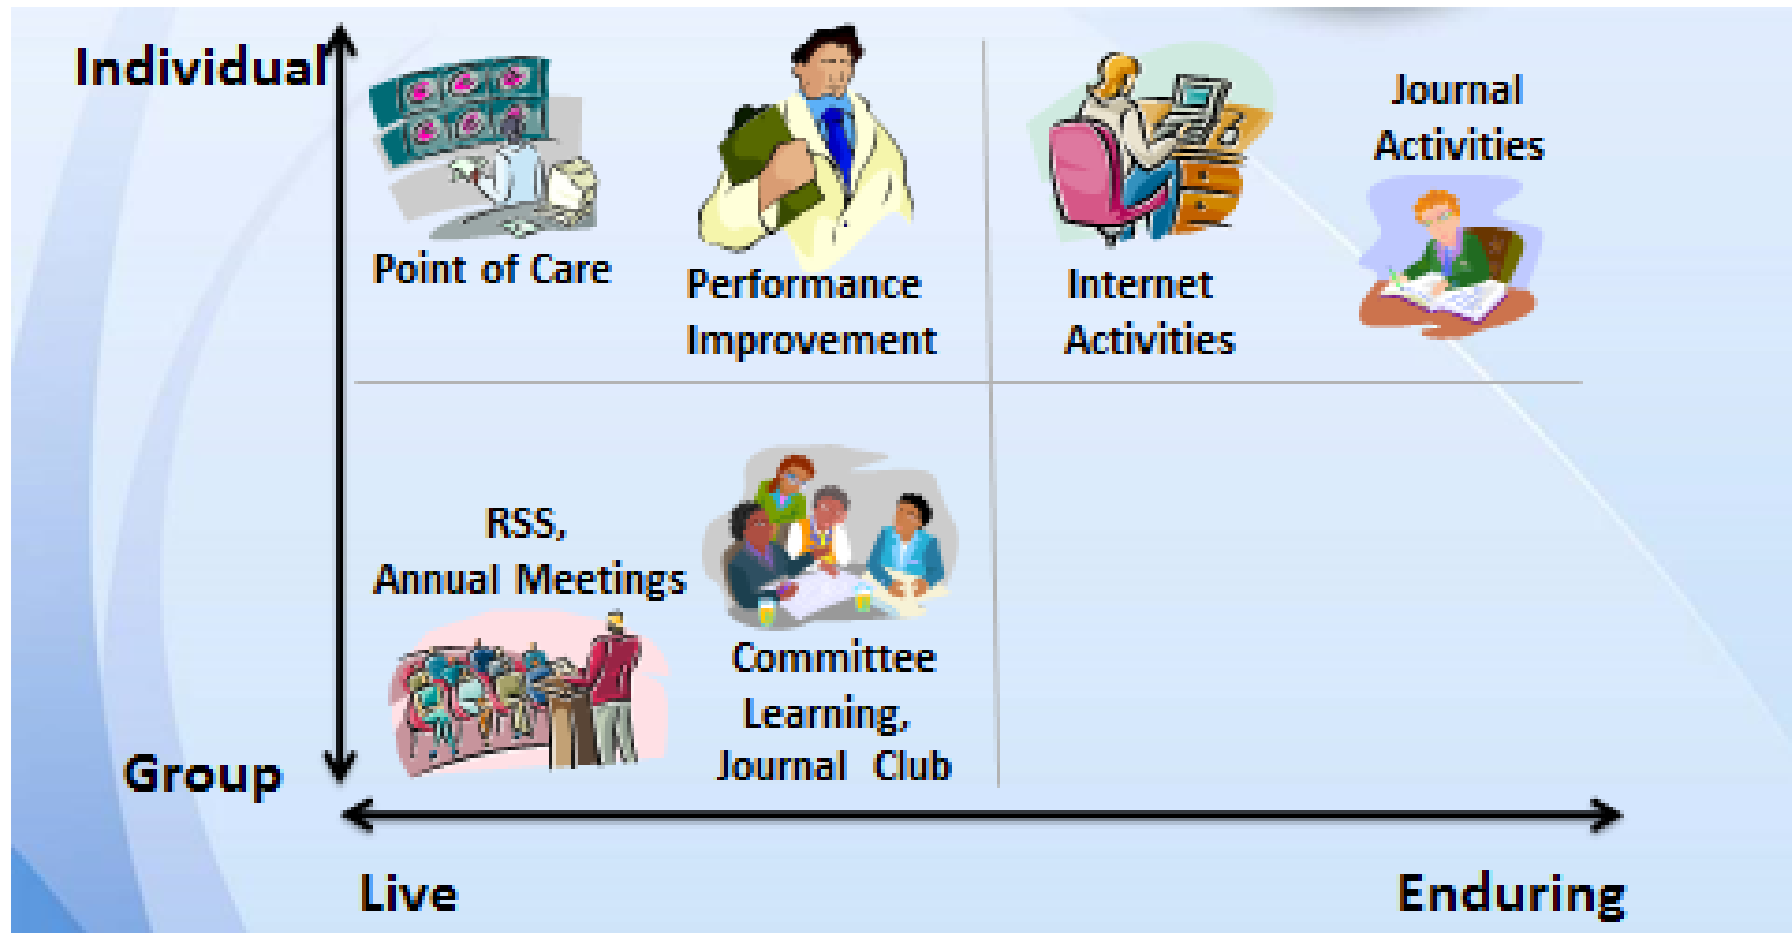 Individual
Point of Care
Performance
Improvement
Internet
Activities
Journal
Activities
RSS,
Annual Meetings
Committee
Learning,
Journal Club
Group
Live
Enduring